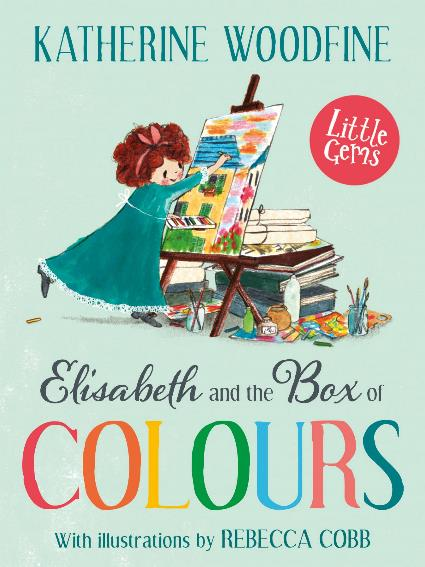 KATHERINE WOODFINE
Little
Gems
Elisabeth and the Box of
COLOURS
With illustrations by REBECCA COBB